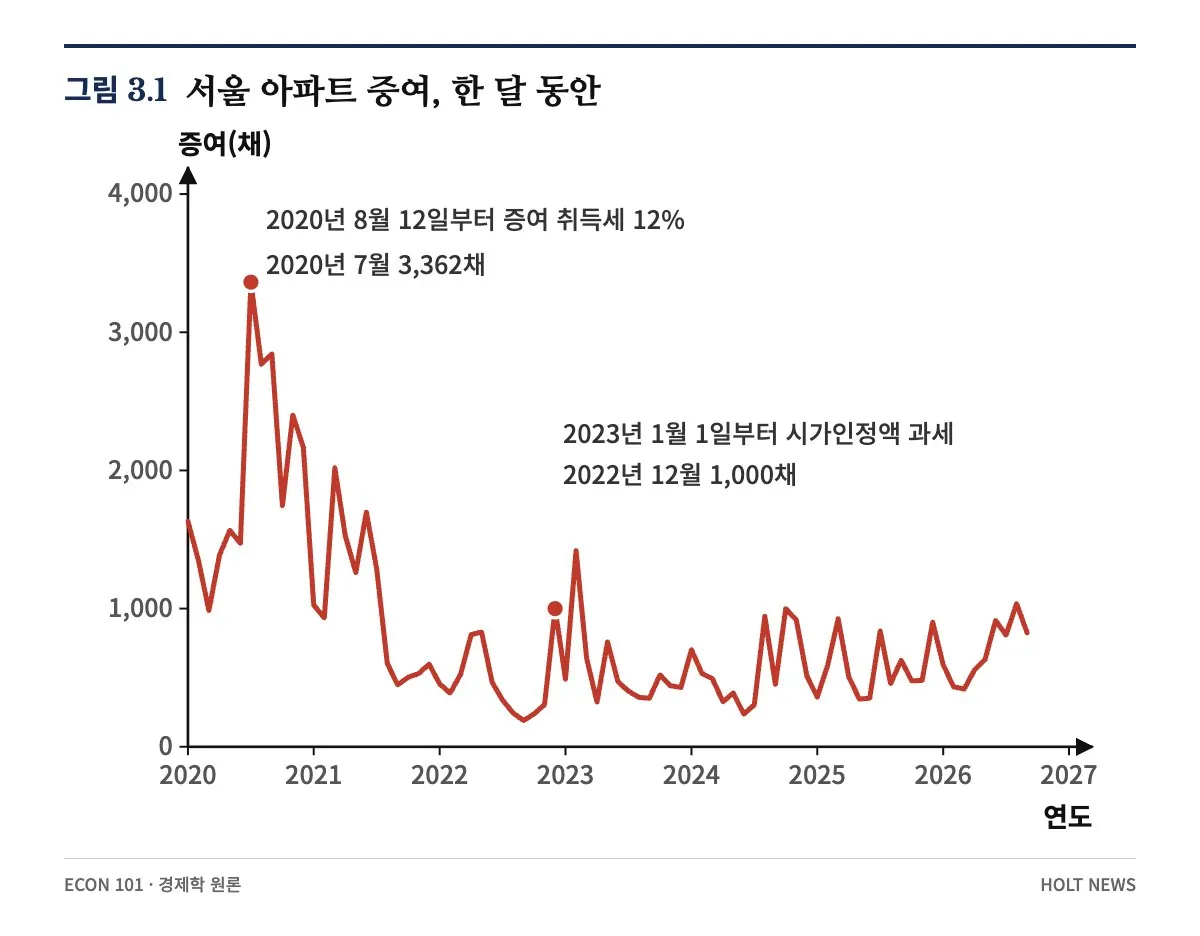 그림 3.1 서울 아파트 증여, 한 달 동안
증여(채)
4,000
3,000
2,000
1,000
0
2020년 8월 12일부터 증여 취득세 12%
2020년 7월 3,362채
2023년 1월 1일부터 시가인정액 과세
2022년 12월 1,000채
2020 2021 2022 2023 2024 2025 2026 2027
연도
ECON 101 · 경제학 원론
HOLT NEWS